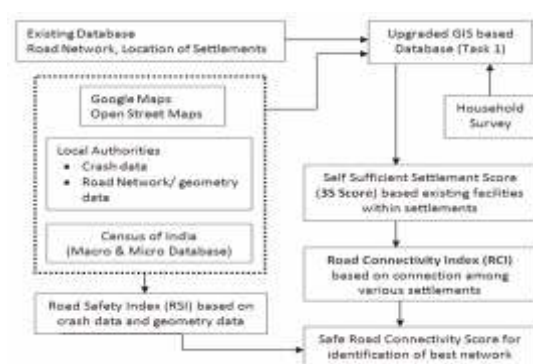 Existing Database
Road Network, Location of Settlements
Upgraded GIS based
Database (Task 1)
Google Maps
Open Street Maps
Household
Survey
Local Authorities
• Crash data
• Road Network/ geometry
data
Self Sufficient Settlement Score
(3S Score) based existing facilities
within settlements
Census of India
(Macro & Micro Database)
Road Connectivity Index (RCI)
based on connection among
various settlements
Road Safety Index (RSI) based on
crash data and geometry data
Safe Road Connectivity Score for
identification of best network